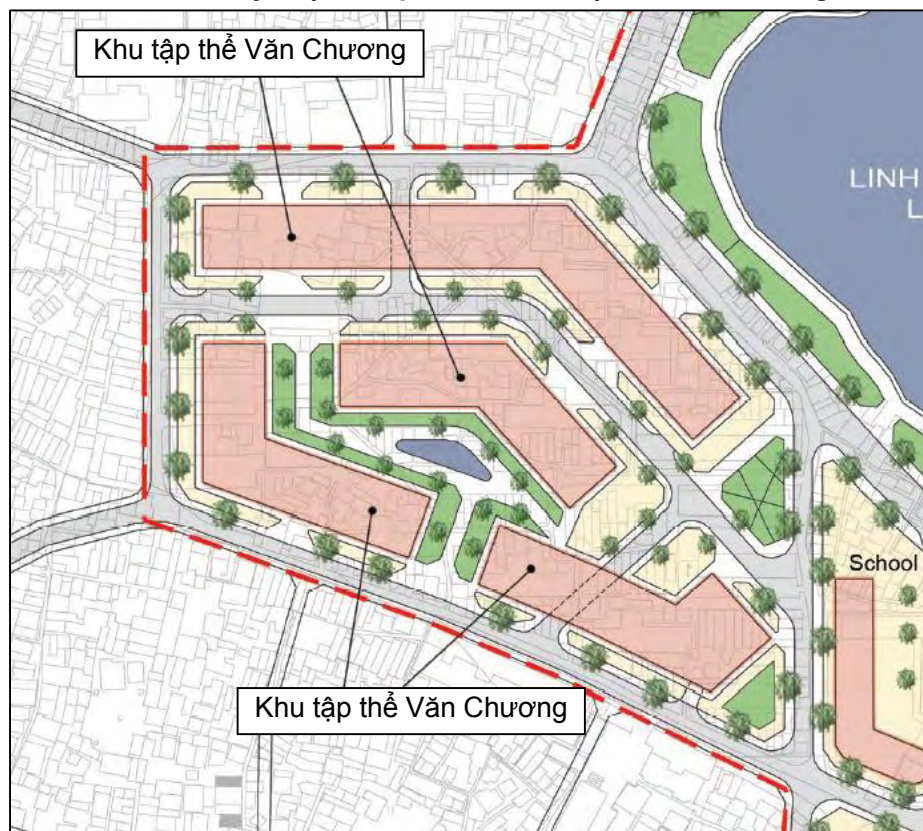 Khu tập thể Văn Chương
LINH
L
School
Khu tập thể Văn Chương